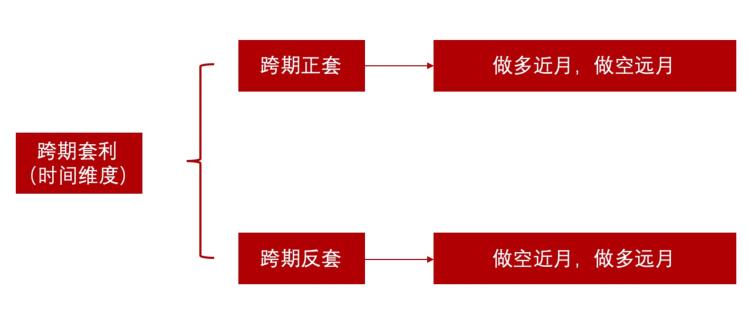 跨期正套
做多近月，做空远月
跨期套利
（时间维度）
跨期反套
做空近月，做多远月